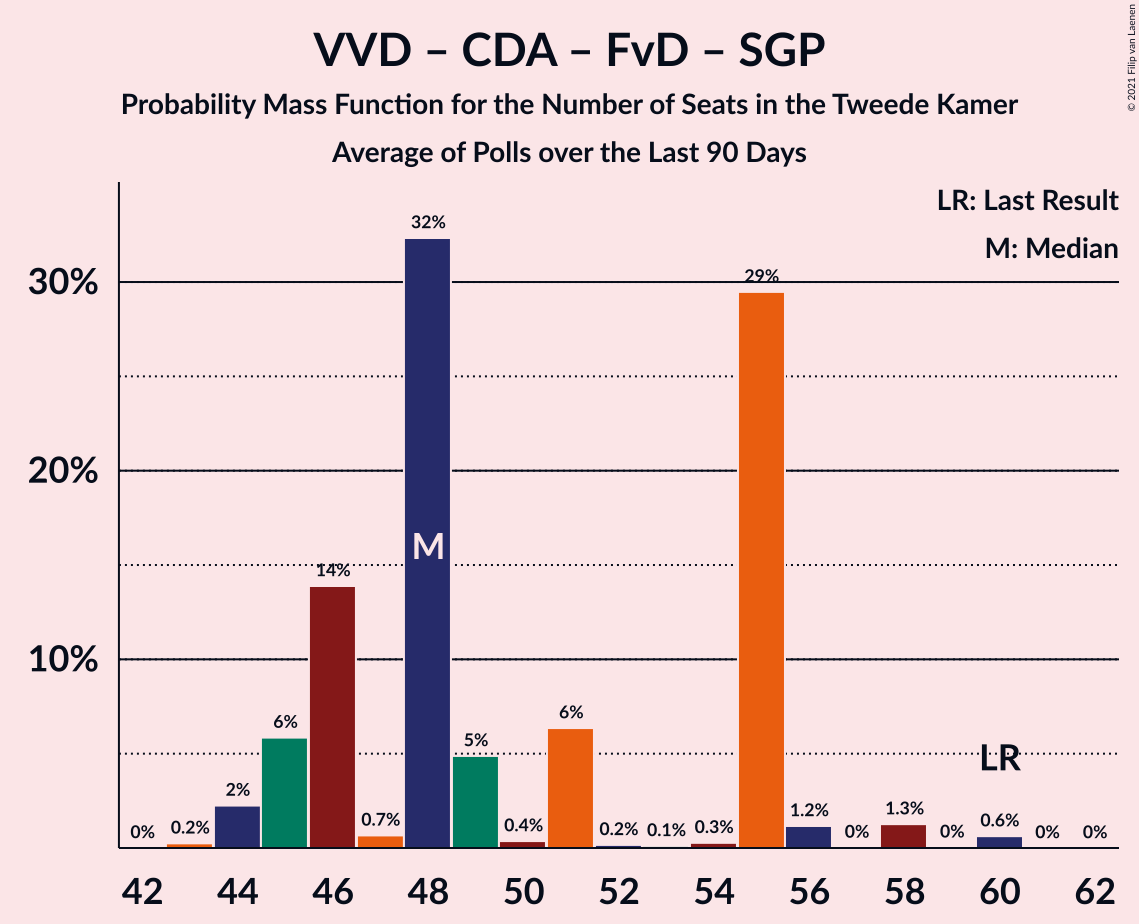 VVD – CDA – FvD – SGP
Probability Mass Function for the Number of Seats in the Tweede Kamer
Average of Polls over the Last 90 Days
© 2021 Filip van Laenen
LR: Last Result
M: Median
30%
20%
10%
0%
0.2%
2%
6%
14%
0.7%
32%
M
5%
0.4%
6%
0.2%
0.1%
0.3%
29%
1.2%
0%
1.3%
0%
LR
0.6%
0%
0%
42 44 46 48 50 52 54 56 58 60 62